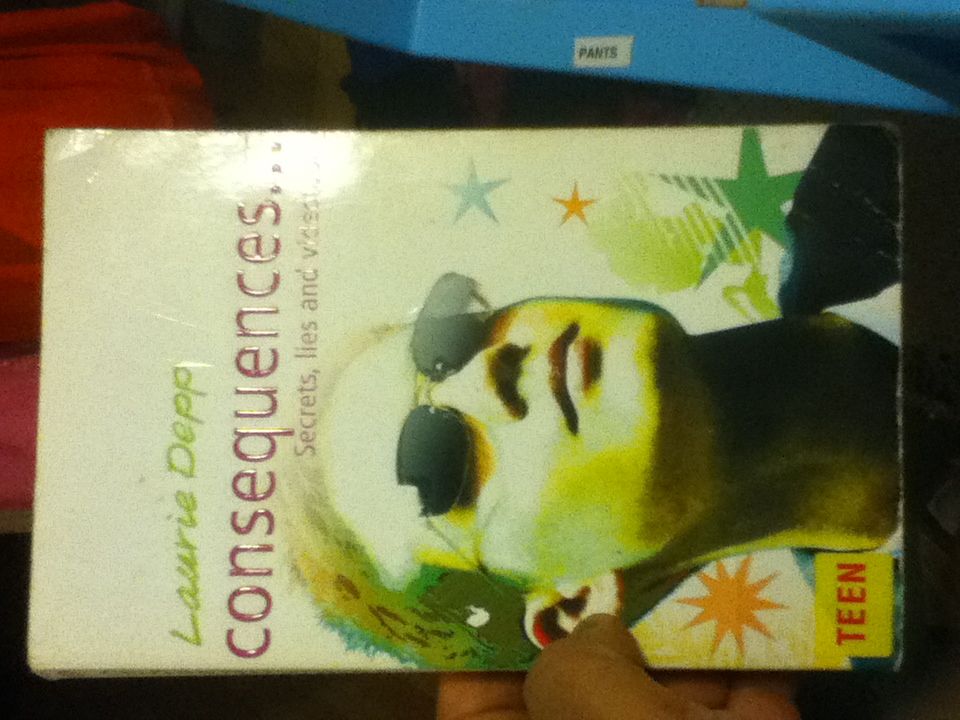 Laurie Depp
consequences...
Secrets, lies and
TEEN
PANTS